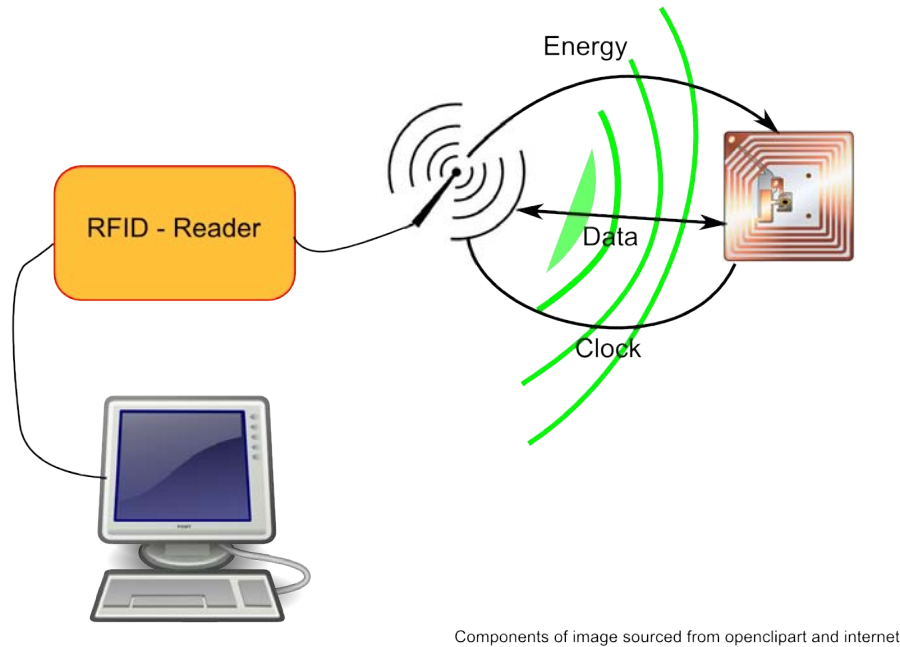 Energy
RFID - Reader
Data
Clock
Components of image sourced from openclipart and internet